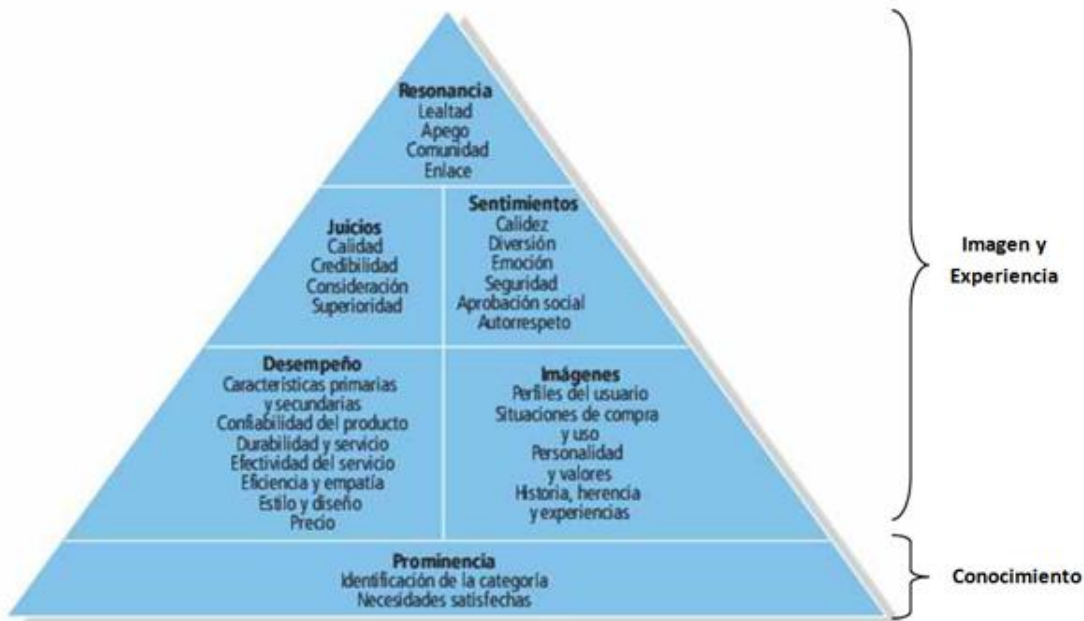 Resonancia
Lealtad
Apego
Comunidad
Enlace
Juicios
Calidad
Credibilidad
Consideración
Superioridad
Sentimientos
Calidez
Diversión
Emoción
Seguridad
Aprobación social
Autorrespeto
Desempeño
Características primarias
y secundarias
Confiabilidad del producto
Durabilidad y servicio
Efectividad del servicio
Eficiencia y empatía
Estilo y diseño
Precio
Imágenes
Perfiles del usuario
Situaciones de compra
y uso
Personalidad
y valores
Historia, herencia
y experiencias
Prominencia
Identificación de la categoría
Necesidades satisfechas
Imagen y
Experiencia
Conocimiento